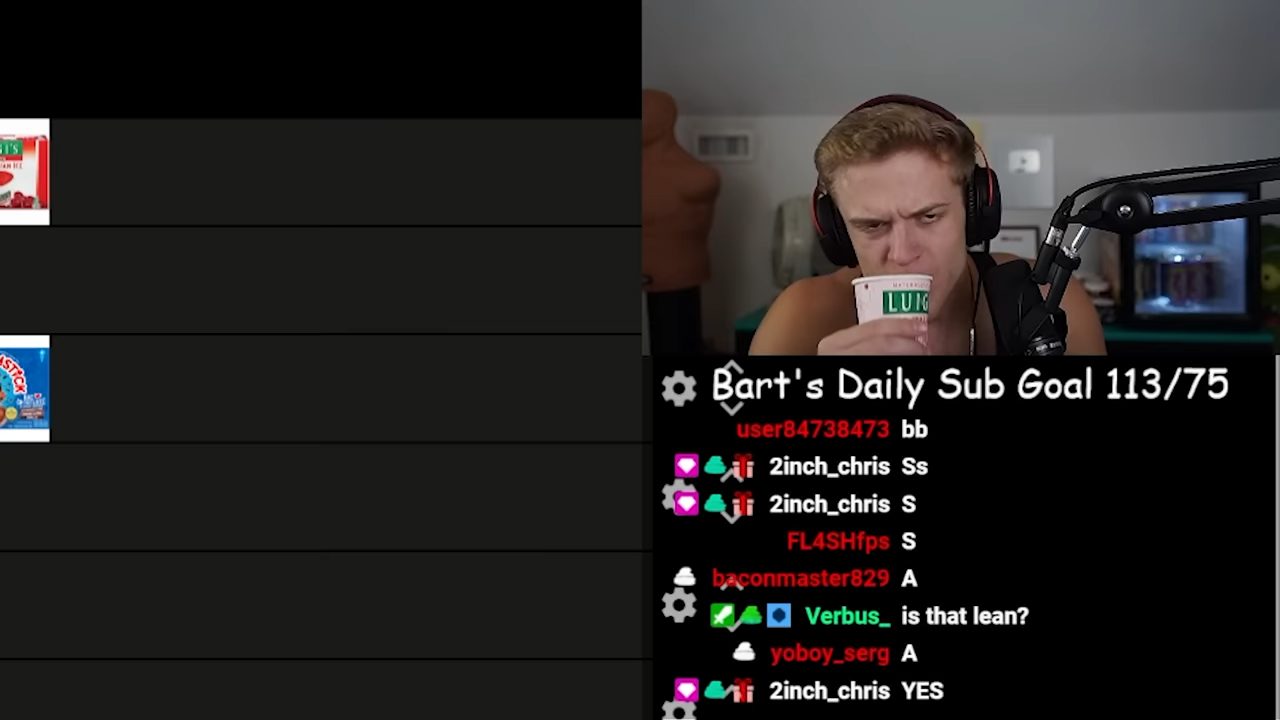 LUIG
Bart's Daily Sub Goal 113/75
user84738473 bb
2inch_chris Ss
2inch_chris S
FL4SHfps S
baconmaster829 A
Verbus_ is that lean?
yoboy_serg A
2inch_chris YES